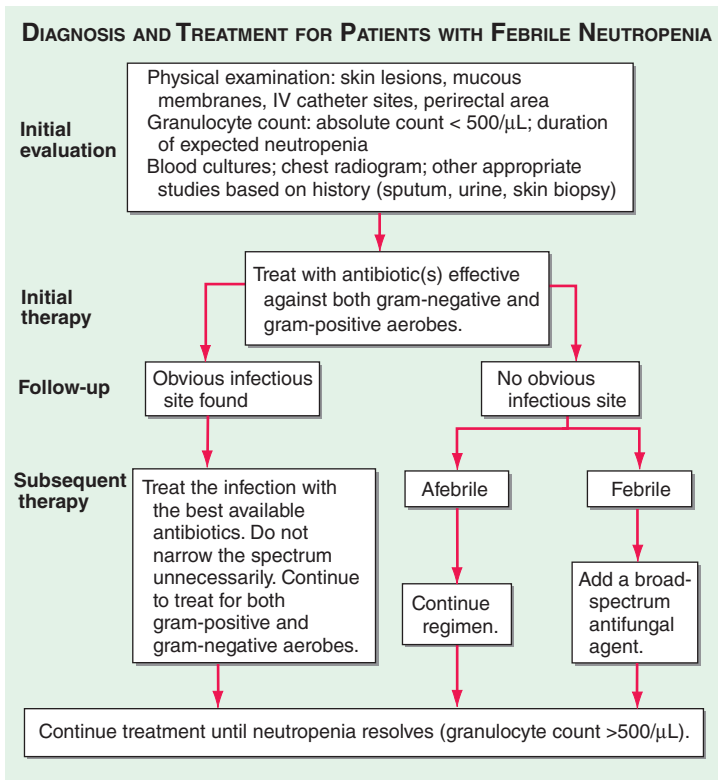 DIAGNOSIS AND TREATMENT FOR PATIENTS WITH FEBRILE NEUTROPENIA
Initial
evaluation
Physical examination: skin lesions, mucous
membranes, IV catheter sites, perirectal area
Granulocyte count: absolute count < 500/μL; duration
of expected neutropenia
Blood cultures; chest radiogram; other appropriate
studies based on history (sputum, urine, skin biopsy)
Initial
therapy
Treat with antibiotic(s) effective
against both gram-negative and
gram-positive aerobes.
Follow-up
Obvious infectious
site found
No obvious
infectious site
Subsequent
therapy
Treat the infection with
the best available
antibiotics. Do not
narrow the spectrum
unnecessarily. Continue
to treat for both
gram-positive and
gram-negative aerobes.
Afebrile
Febrile
Continue
regimen.
Add a broad-
spectrum
antifungal
agent.
Continue treatment until neutropenia resolves (granulocyte count >500/μL).